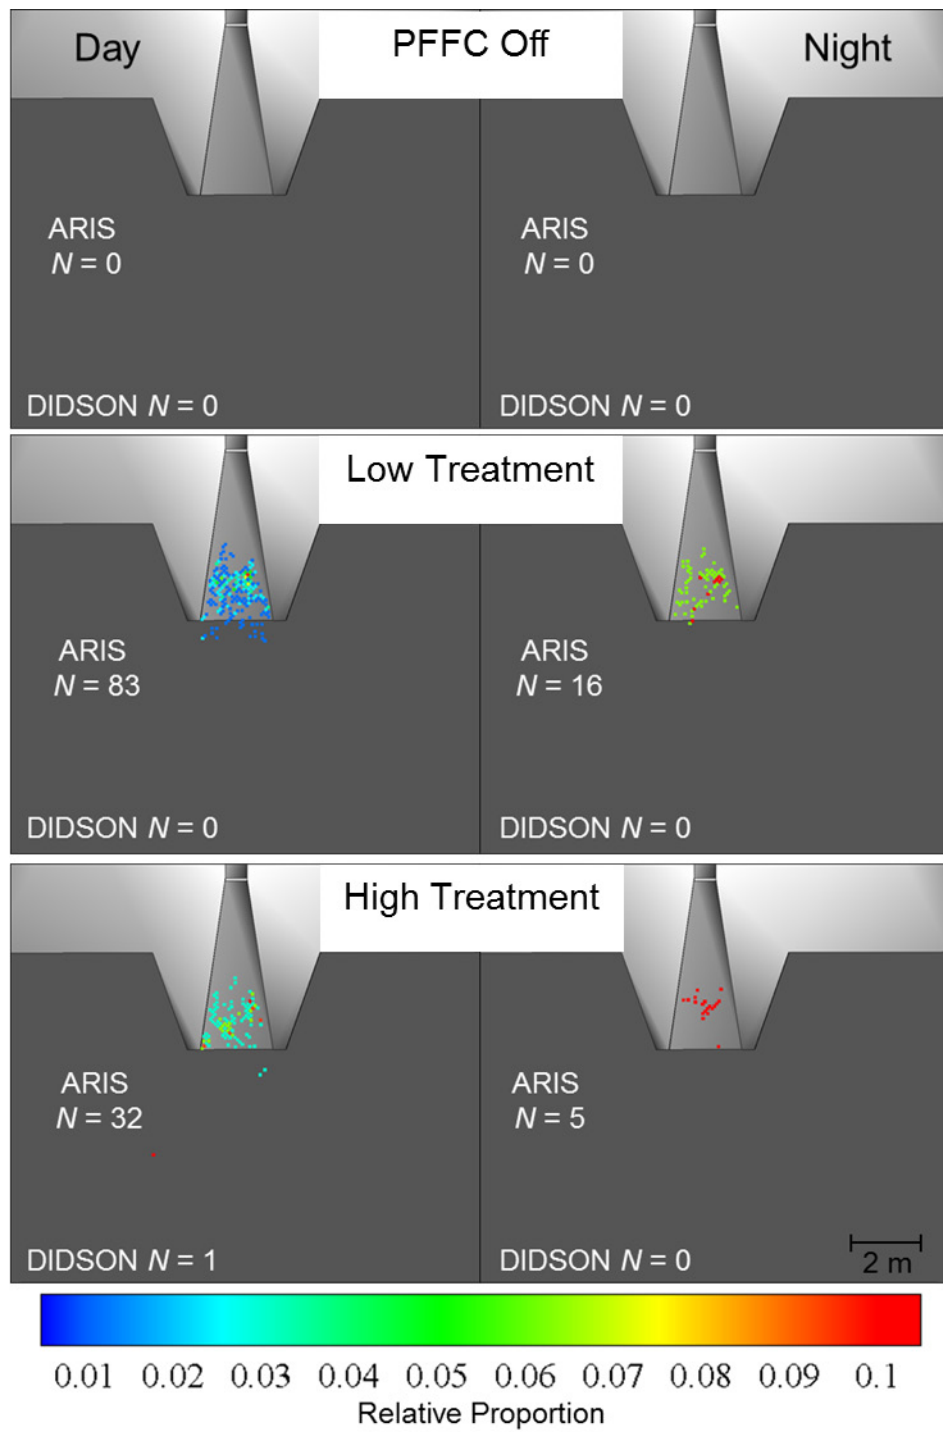 Day PFFC Off Night
ARIS
N = 0
ARIS
N = 0
DIDSON N = 0
DIDSON N = 0
Low Treatment
ARIS
N = 83
ARIS
N = 16
DIDSON N = 0
DIDSON N = 0
High Treatment
ARIS
N = 32
ARIS
N = 5
DIDSON N = 1
DIDSON N = 0
2 m
0.01 0.02 0.03 0.04 0.05 0.06 0.07 0.08 0.09 0.1
Relative Proportion